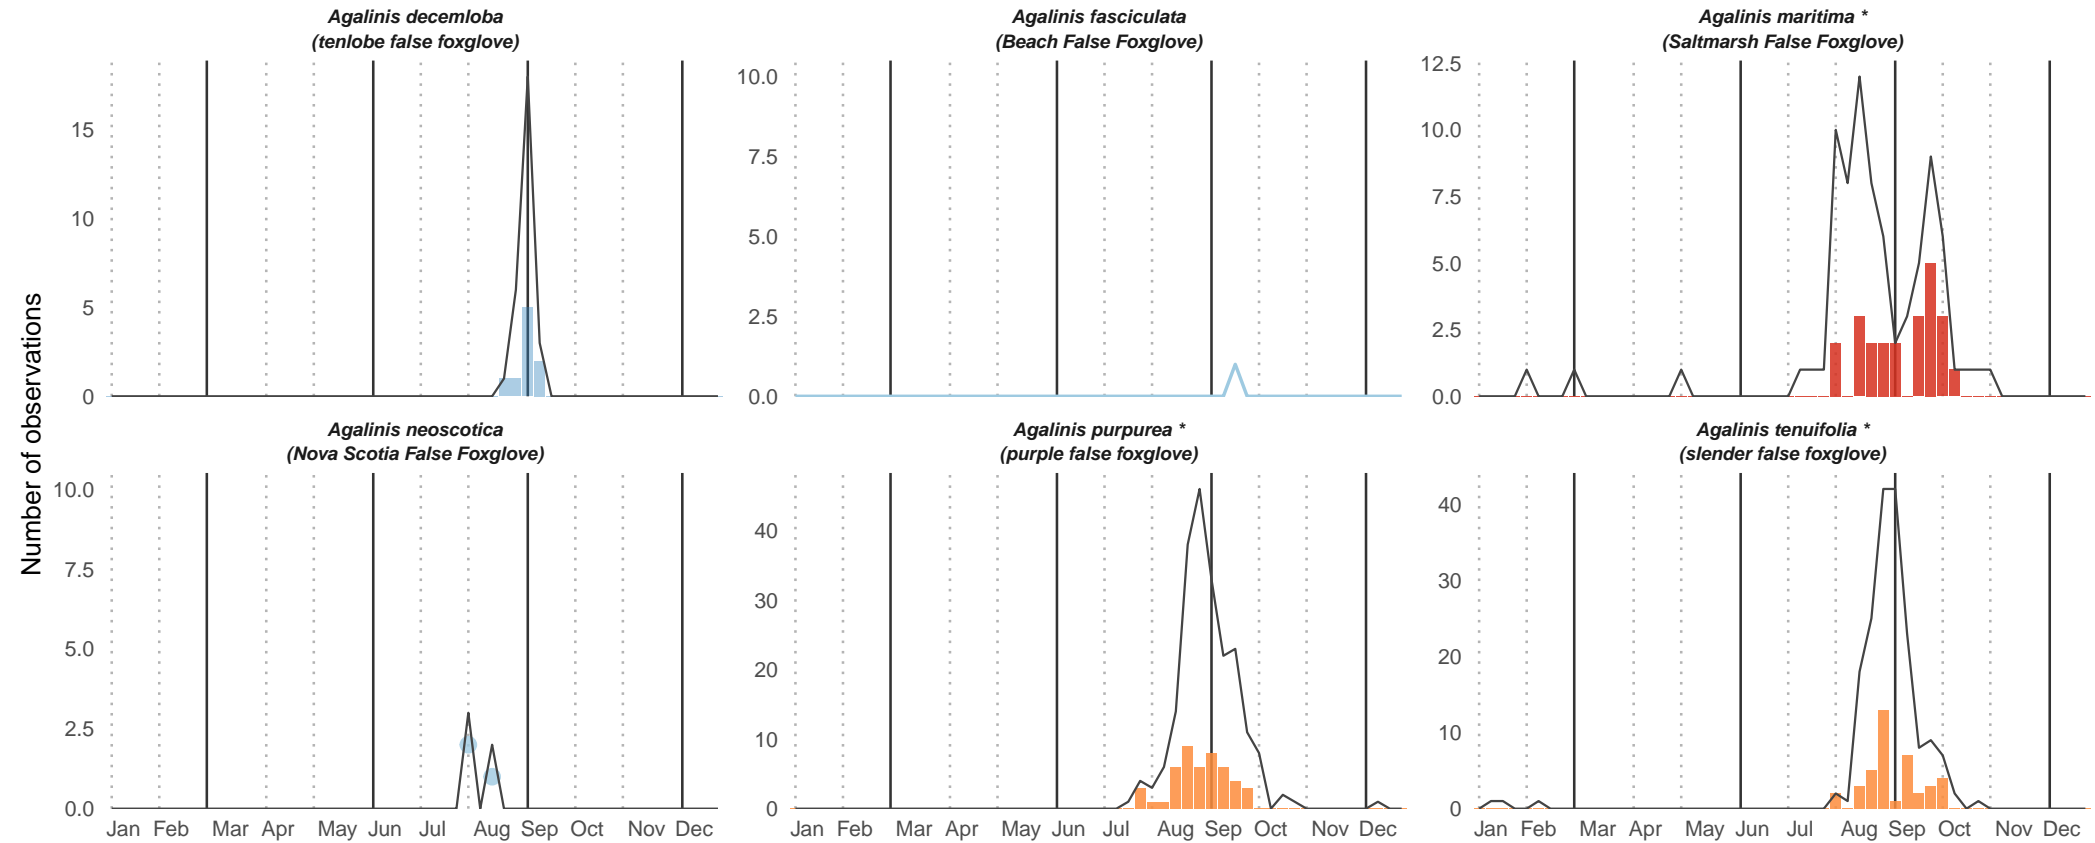 Agalinis decemloba
(tenlobe false foxglove)
Agalinis fasciculata
(Beach False Foxglove)
Agalinis maritima *
(Saltmarsh False Foxglove)
15
10
5
0
10.0
7.5
5.0
2.5
0.0
12.5
10.0
7.5
5.0
2.5
0.0
Number of observations
Agalinis neoscotica
(Nova Scotia False Foxglove)
Agalinis purpurea *
(purple false foxglove)
Agalinis tenuifolia *
(slender false foxglove)
10.0
7.5
5.0
2.5
0.0
40
30
20
10
0
40
30
20
10
0
Jan Feb Mar Apr May Jun Jul Aug Sep Oct Nov Dec
Jan Feb Mar Apr May Jun Jul Aug Sep Oct Nov Dec
Jan Feb Mar Apr May Jun Jul Aug Sep Oct Nov Dec